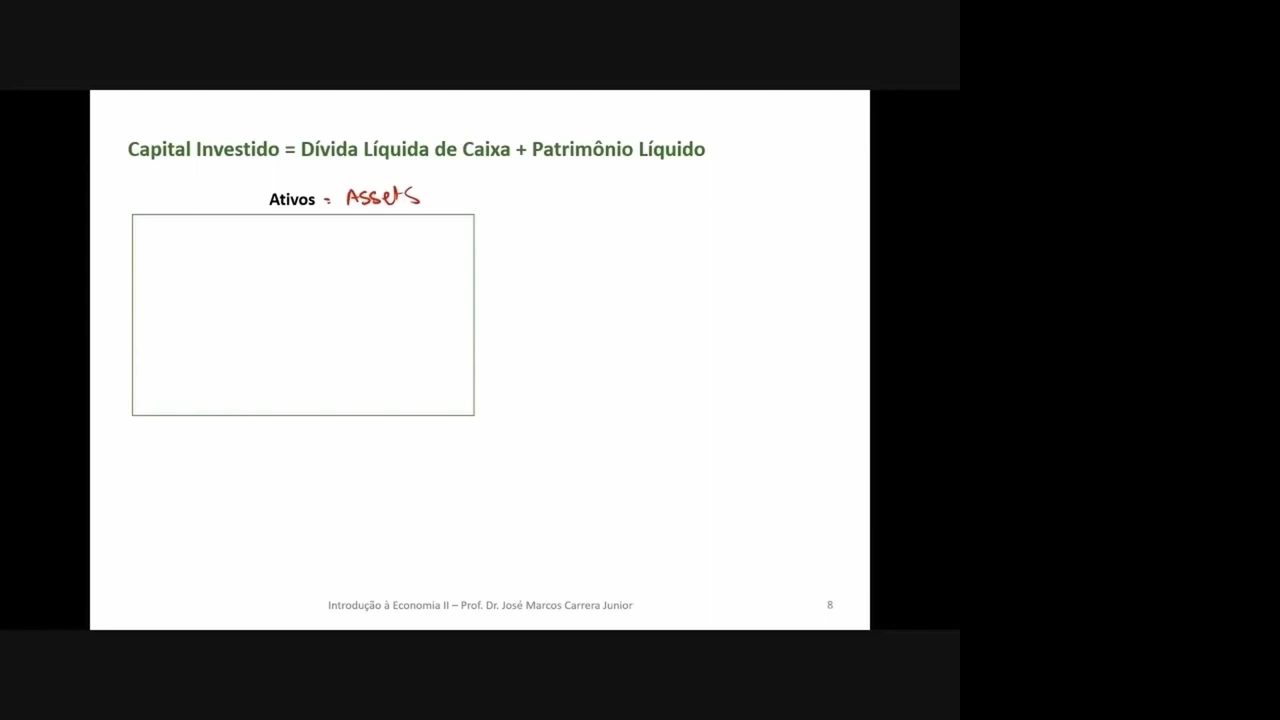 Capital Investido = Dívida Líquida de Caixa + Patrimônio Líquido
Ativos = Assets
Introdução à Economia II – Prof. Dr. José Marcos Carrera Junior
8